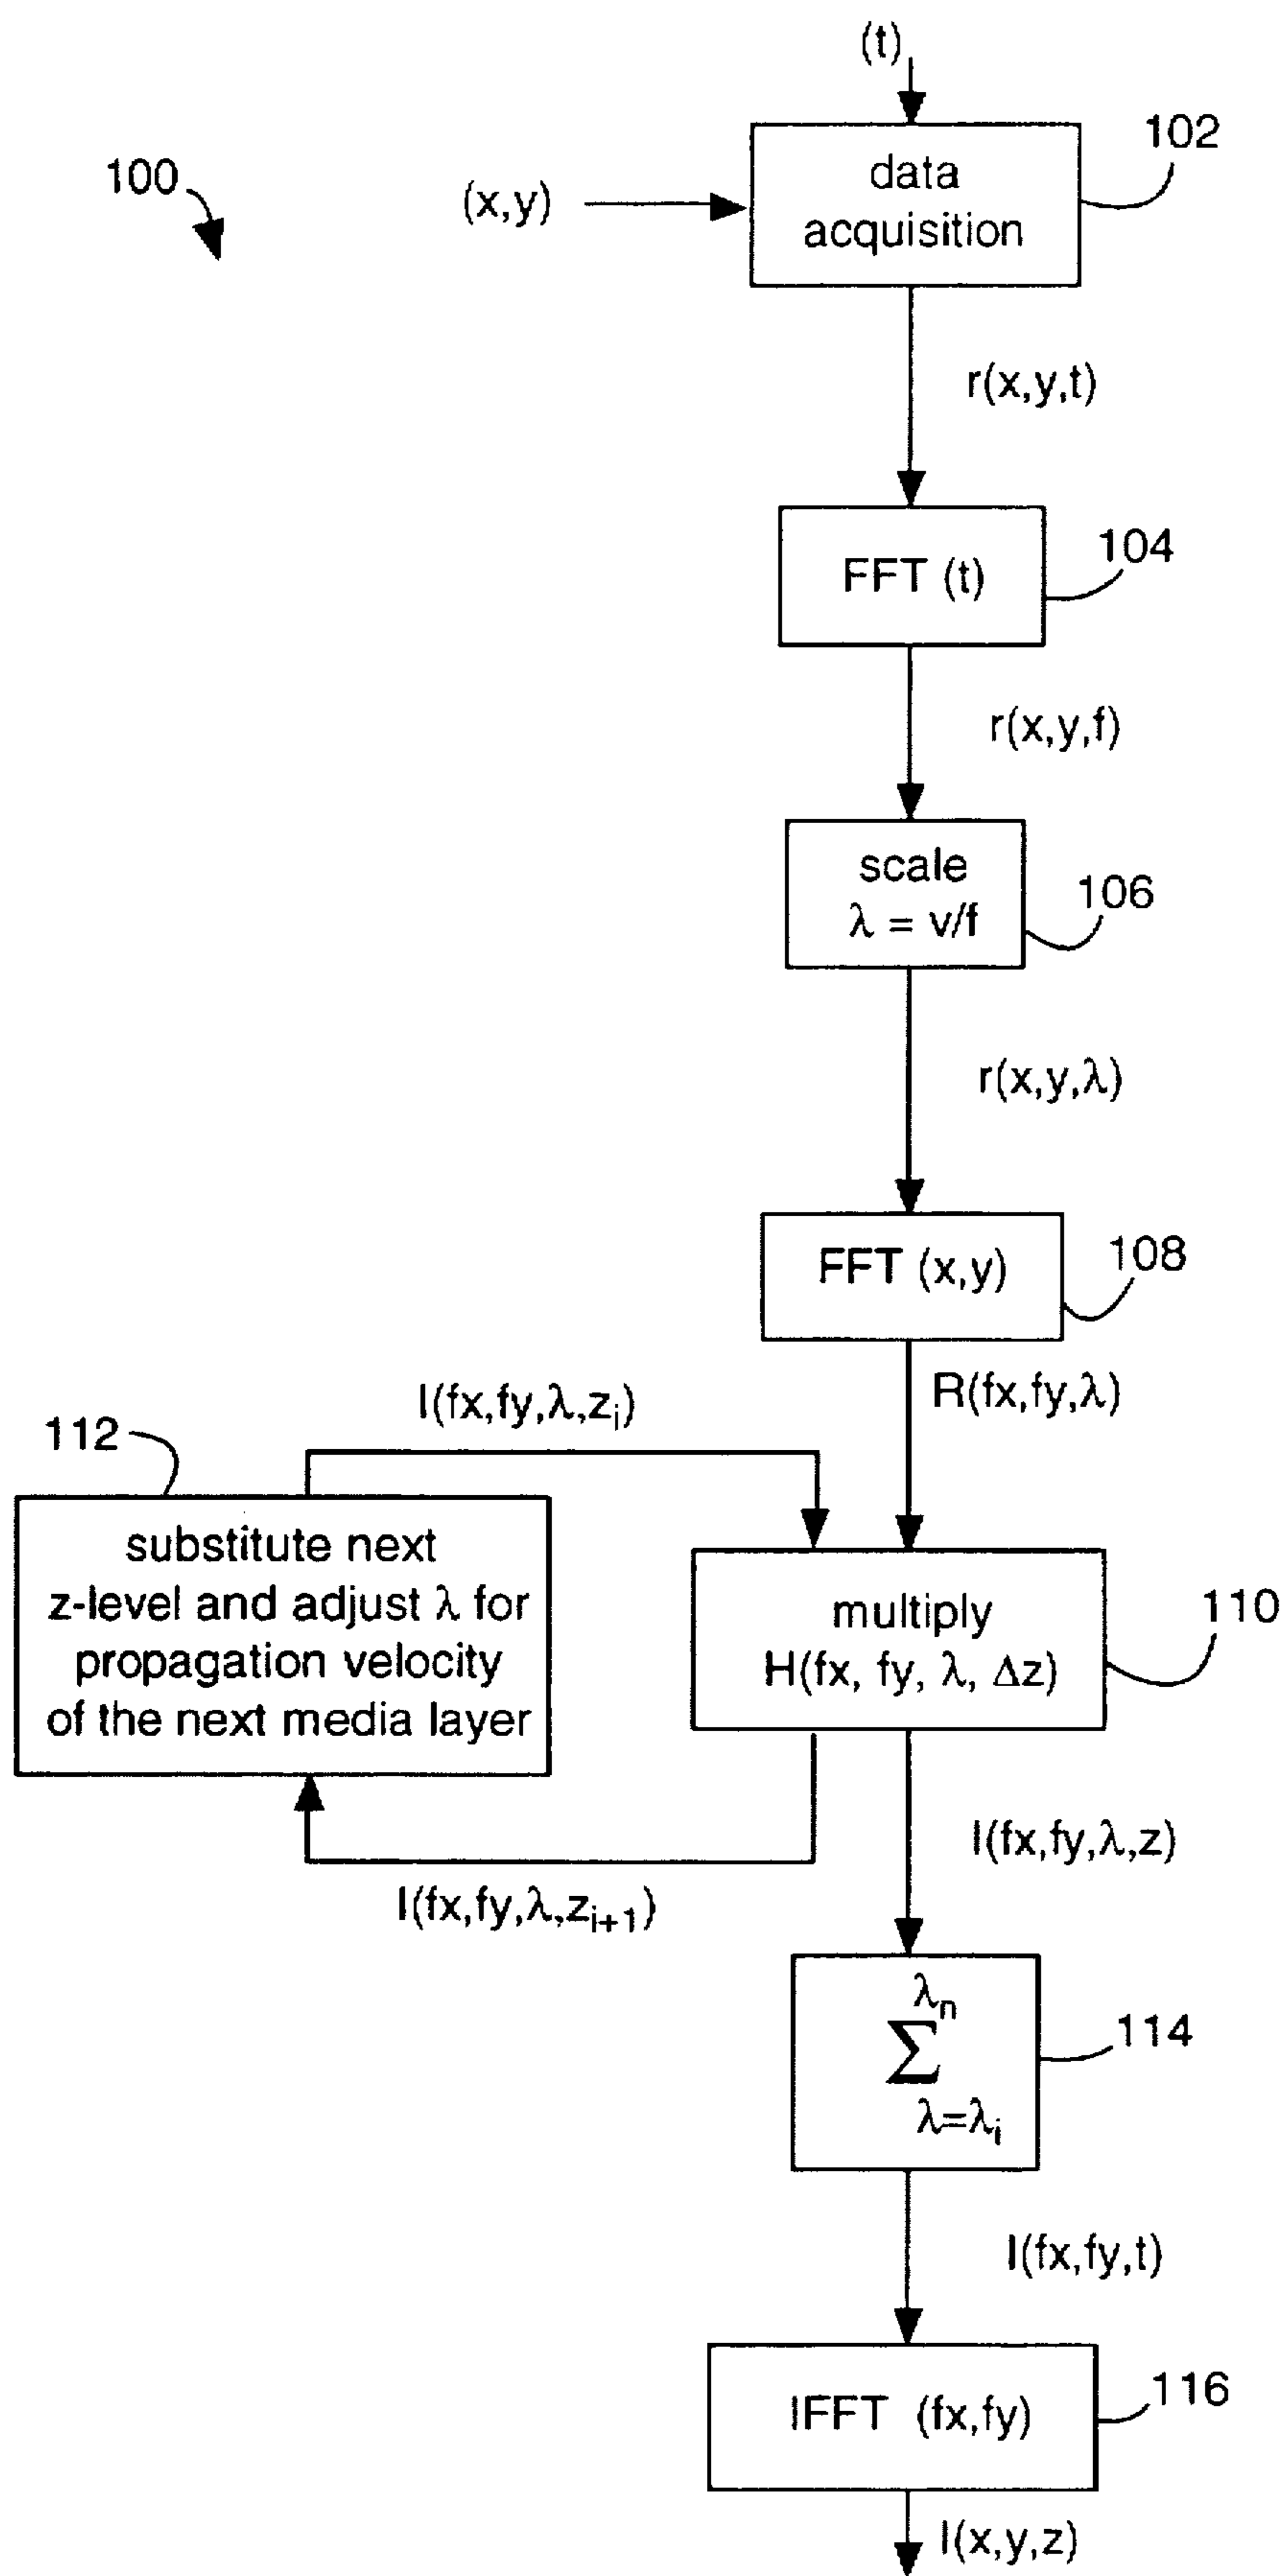 (t)
100
(x,y)
data
acquisition
102
r(x,y,t)
FFT (t)
104
r(x,y,f)
scale
λ = v/f
106
r(x,y,λ)
FFT (x,y)
108
R(fx,fy,λ)
I(fx,fy,λ,zᵢ)
112
substitute next
z-level and adjust λ for
propagation velocity
of the next media layer
multiply
H(fx, fy, λ, Δz)
110
I(fx,fy,λ,z)
I(fx,fy,λ,zᵢ₊₁)
λₙ
Σ
λ=λᵢ
114
I(fx,fy,t)
IFFT (fx,fy)
116
I(x,y,z)